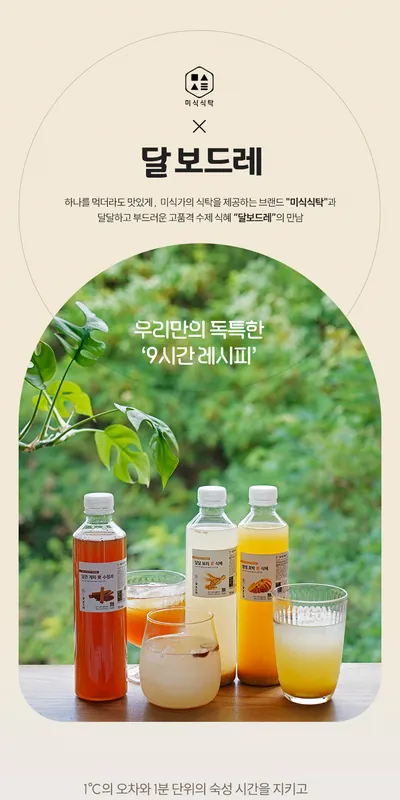 미식식탁
×
달보드레
하나를 먹더라도 맛있게, 미식가의 식탁을 제공하는 브랜드 "미식식탁"과
달달하고 부드러운 고품격 수제 식혜 "달보드레"의 만남
우리만의 독특한
'9시간 레시피'
1℃의 오차와 1분 단위의 숙성 시간을 지키고